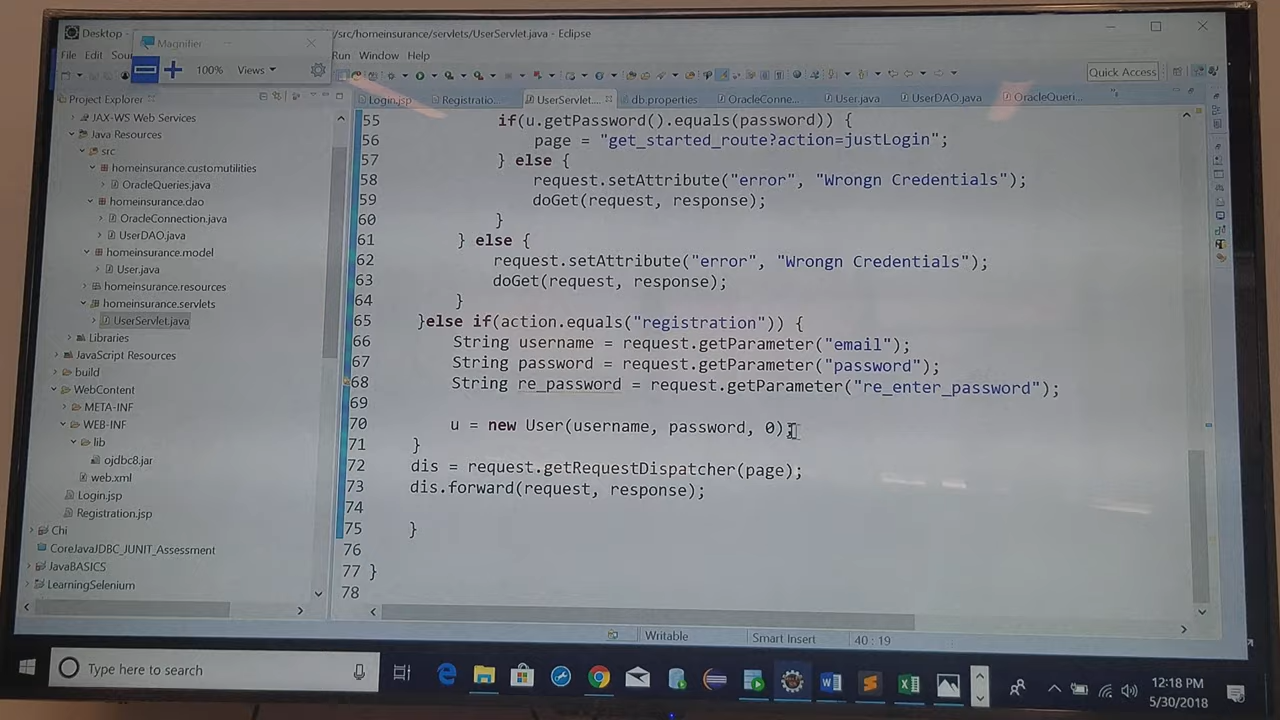 Desktop - /src/homeinsurance/servlets/UserServlet.java - Eclipse
Magnifier
File Edit Sou Run Window Help
100% Views
Quick Access
Project Explorer
Login.jsp Registratio... UserServlet.... db.properties OracleConne... User.java UserDAO.java OracleQueri...
JAX-WS Web Services
Java Resources
src
homeinsurance.customutilities
OracleQueries.java
homeinsurance.dao
OracleConnection.java
UserDAO.java
homeinsurance.model
User.java
homeinsurance.resources
homeinsurance.servlets
UserServlet.java
Libraries
JavaScript Resources
build
WebContent
META-INF
WEB-INF
lib
ojdbc8.jar
web.xml
Login.jsp
Registration.jsp
Chi
CoreJavaJDBC_JUNIT_Assessment
JavaBASICS
LearningSelenium
55 if(u.getPassword().equals(password)) {
56 page = "get_started_route?action=justLogin";
57 } else {
58 request.setAttribute("error", "Wrongn Credentials");
59 doGet(request, response);
60 }
61 } else {
62 request.setAttribute("error", "Wrongn Credentials");
63 doGet(request, response);
64 }
65 }else if(action.equals("registration")) {
66 String username = request.getParameter("email");
67 String password = request.getParameter("password");
68 String re_password = request.getParameter("re_enter_password");
69
70 u = new User(username, password, 0);
71 }
72 dis = request.getRequestDispatcher(page);
73 dis.forward(request, response);
74
75 }
76
77 }
78
Writable Smart Insert 40 : 19
Type here to search
12:18 PM
5/30/2018